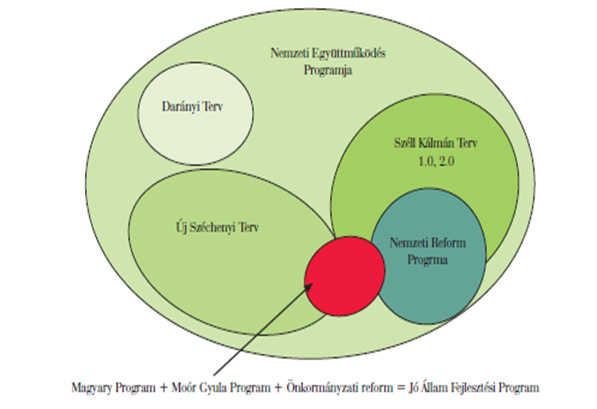 Nemzeti Együttműködés
Programja
Darányi Terv
Széll Kálmán Terv
1.0, 2.0
Új Széchenyi Terv
Nemzeti Reform
Progrma
Magyary Program + Moór Gyula Program + Önkormányzati reform = Jó Állam Fejlesztési Program